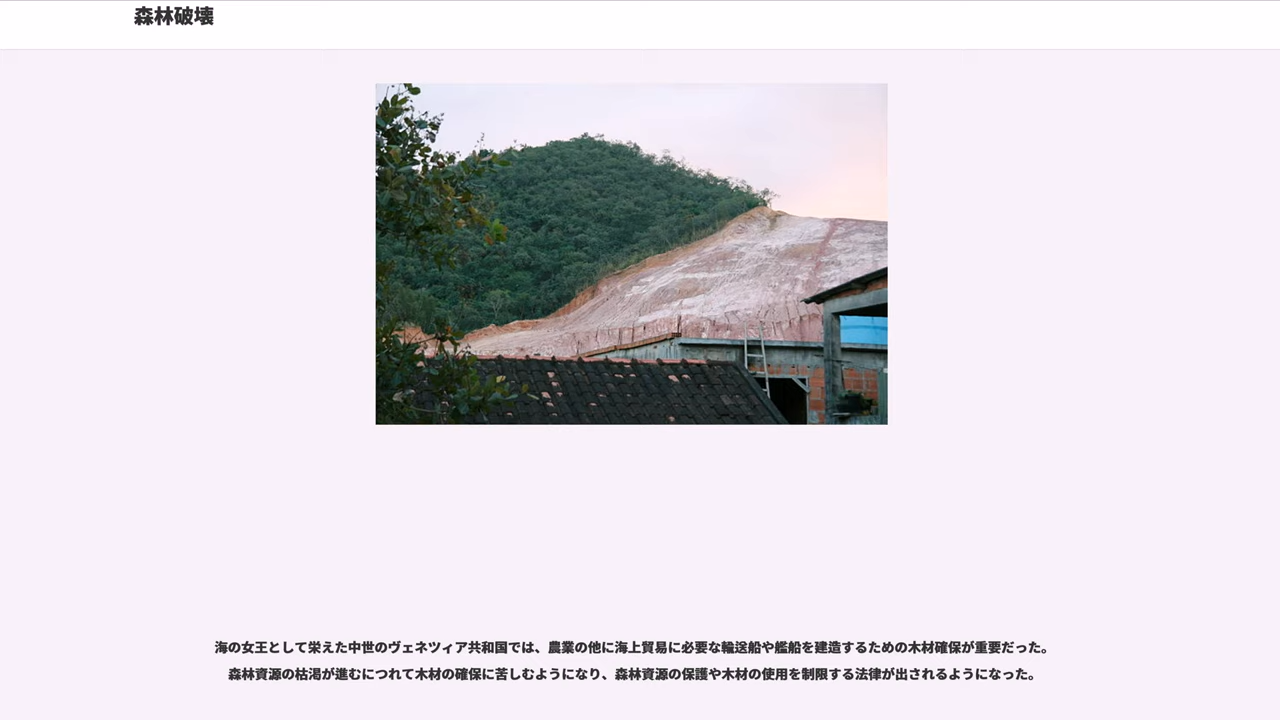 森林破壊
海の女王として栄えた中世のヴェネツィア共和国では、農業の他に海上貿易に必要な輸送船や艦船を建造するための木材確保が重要だった。
森林資源の枯渇が進むにつれて木材の確保に苦しむようになり、森林資源の保護や木材の使用を制限する法律が出されるようになった。